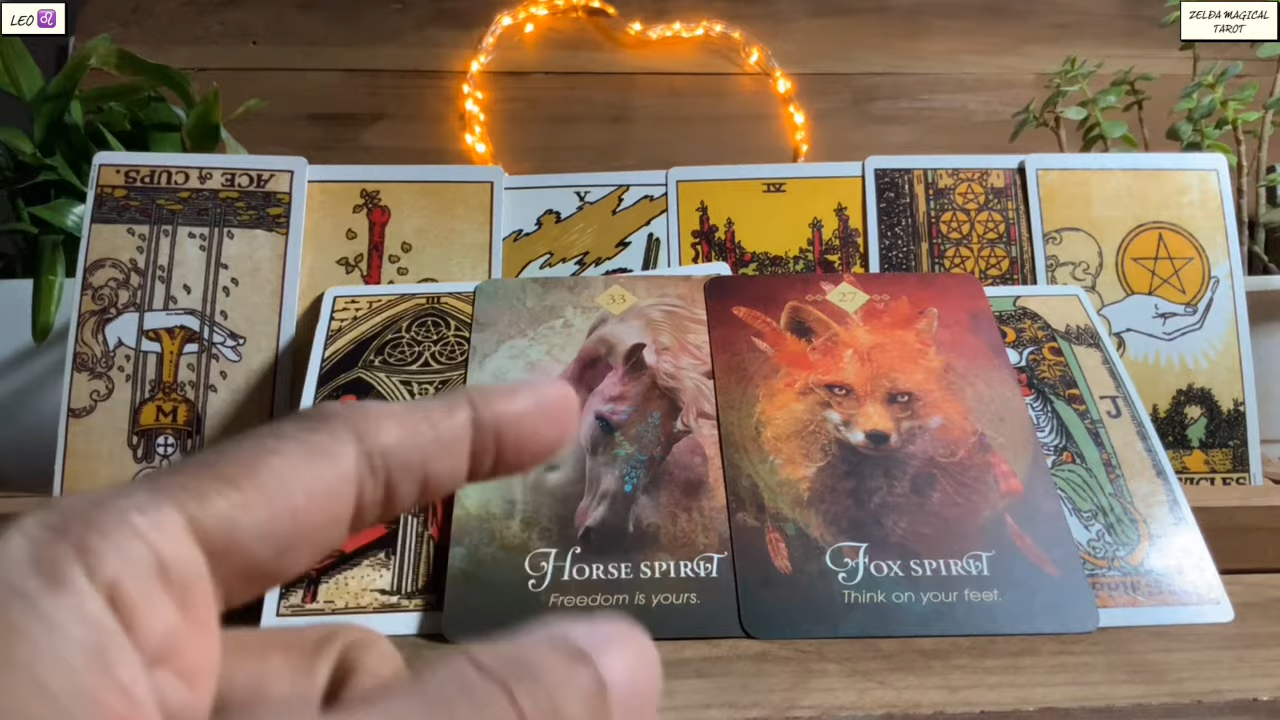 LEO ♌
ZELDA MAGICAL
TAROT
ACE of CUPS.
V
IV
33
27
M
J
HORSE SPIRIT
Freedom is yours.
FOX SPIRIT
Think on your feet.